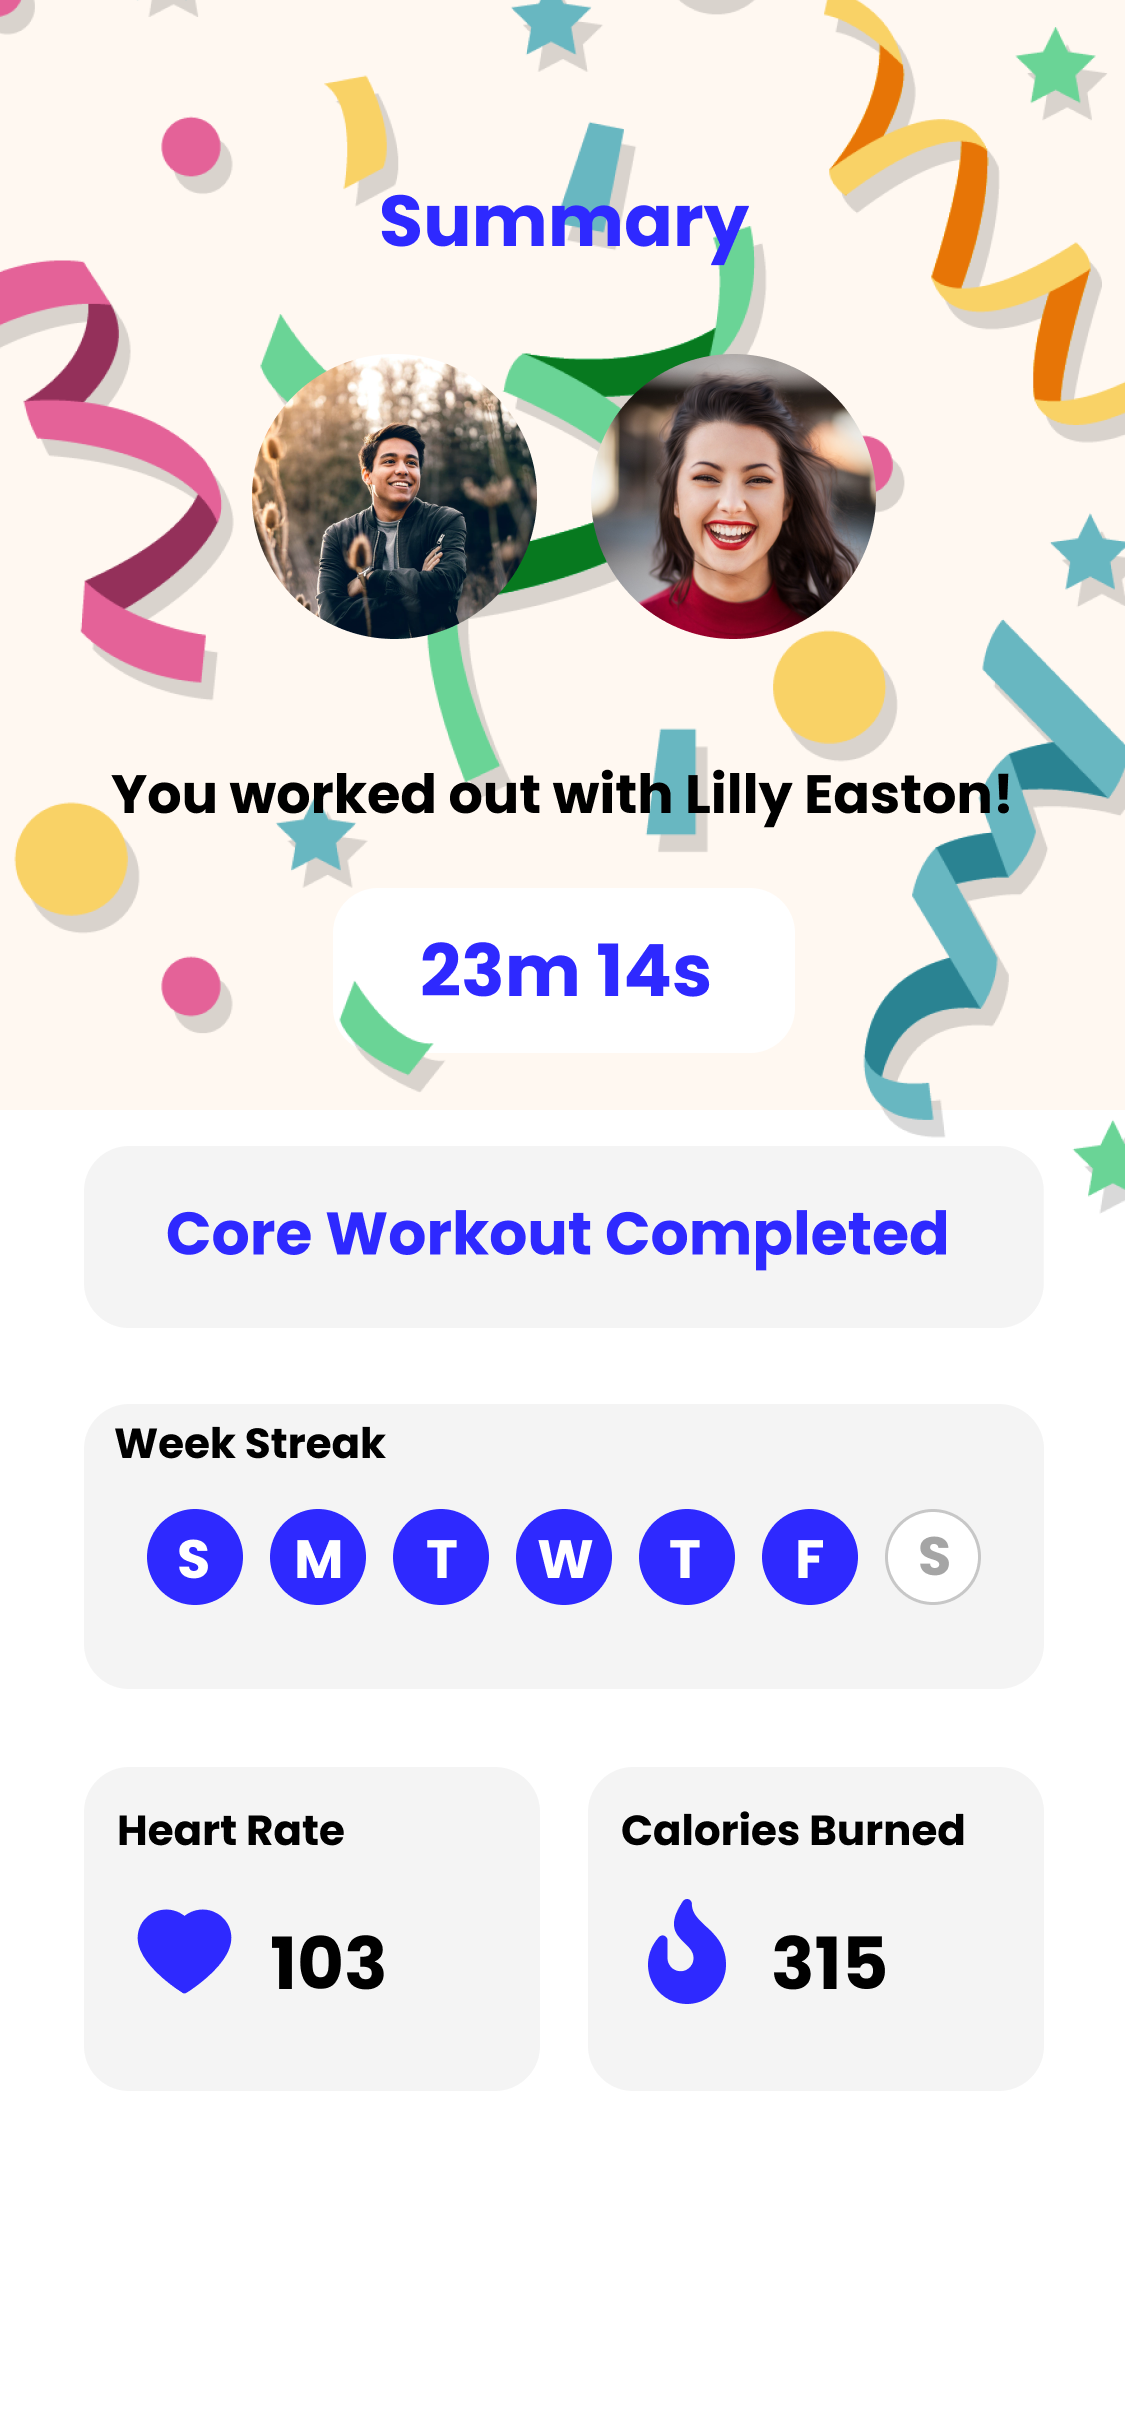 Summary
You worked out with Lilly Easton!
23m 14s
Core Workout Completed
Week Streak
S M T W T F S
Heart Rate
103
Calories Burned
315